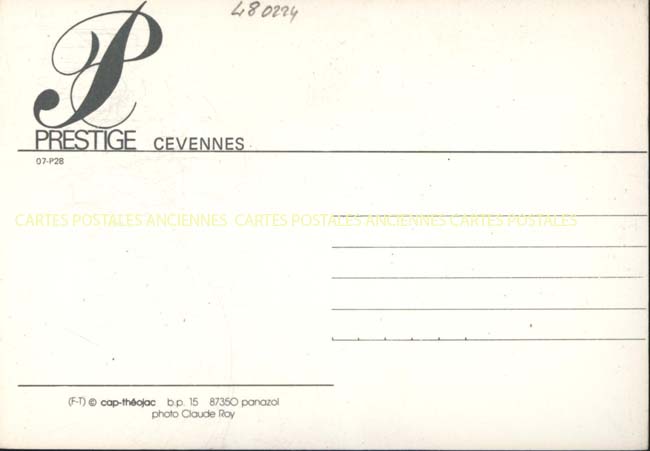 480224
P
PRESTIGE CEVENNES
07-P28
CARTES POSTALES ANCIENNES CARTES POSTALES ANCIENNES CARTES POSTALES
(F-T) © cap-théojac b.p. 15 87350 panazol
photo Claude Roy